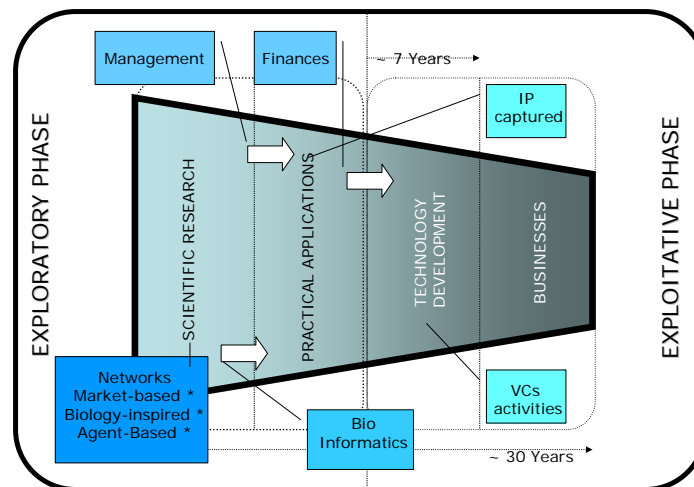 Management
Finances
~ 7 Years
IP
captured
EXPLORATORY PHASE
SCIENTIFIC RESEARCH
PRACTICAL APPLICATIONS
TECHNOLOGY
DEVELOPMENT
BUSINESSES
EXPLOITATIVE PHASE
Networks
Market-based *
Biology-inspired *
Agent-Based *
Bio
Informatics
VCs
activities
~ 30 Years